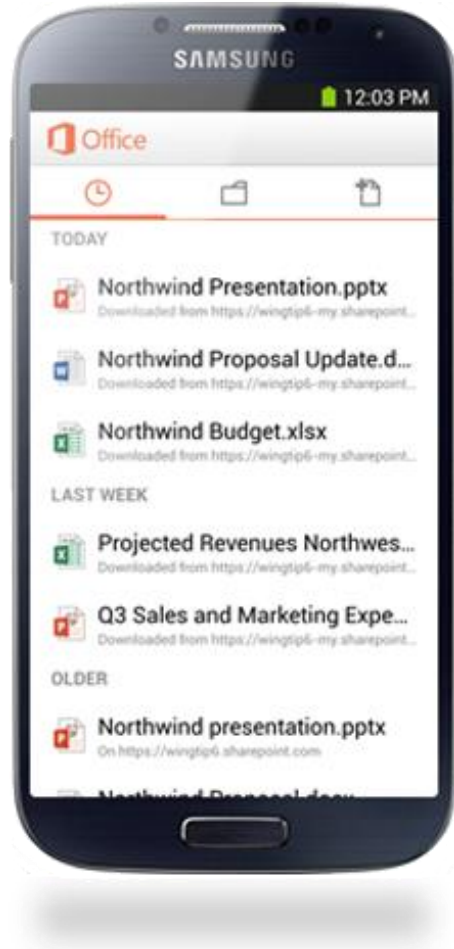 SAMSUNG
12:03 PM
Office
TODAY
Northwind Presentation.pptx
Downloaded from https://wingtip6-my.sharepoint...
Northwind Proposal Update.d...
Downloaded from https://wingtip6-my.sharepoint...
Northwind Budget.xlsx
Downloaded from https://wingtip6-my.sharepoint...
LAST WEEK
Projected Revenues Northwes...
Downloaded from https://wingtip6-my.sharepoint...
Q3 Sales and Marketing Expe...
Downloaded from https://wingtip6-my.sharepoint...
OLDER
Northwind presentation.pptx
On https://wingtip6.sharepoint.com
Northwind Proposal.docx